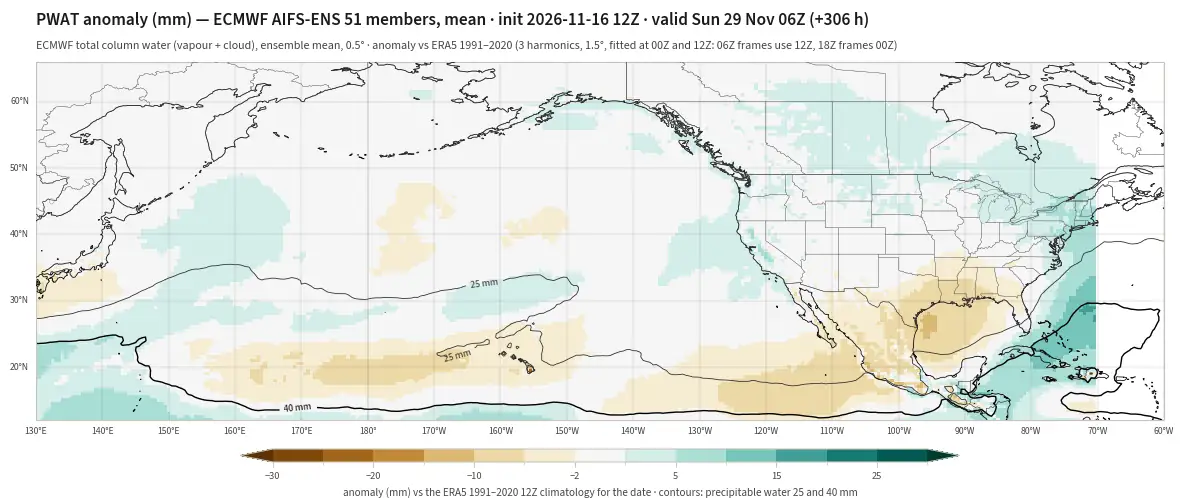 PWAT anomaly (mm) — ECMWF AIFS-ENS 51 members, mean · init 2026-11-16 12Z · valid Sun 29 Nov 06Z (+306 h)
ECMWF total column water (vapour + cloud), ensemble mean, 0.5° · anomaly vs ERA5 1991–2020 (3 harmonics, 1.5°, fitted at 00Z and 12Z: 06Z frames use 12Z, 18Z frames 00Z)
60°N
50°N
40°N
30°N
20°N
25 mm
25 mm
40 mm
130°E 140°E 150°E 160°E 170°E 180° 170°W 160°W 150°W 140°W 130°W 120°W 110°W 100°W 90°W 80°W 70°W 60°W
−30 −20 −10 −2 5 15 25
anomaly (mm) vs the ERA5 1991–2020 12Z climatology for the date · contours: precipitable water 25 and 40 mm